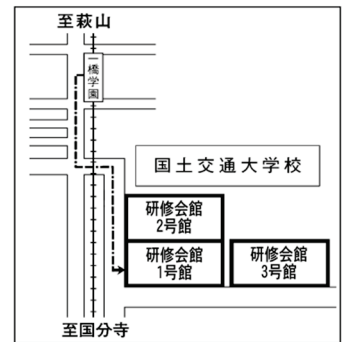 至萩山
一橋学園
国土交通大学校
研修会館
2号館
研修会館
1号館
研修会館
3号館
至国分寺